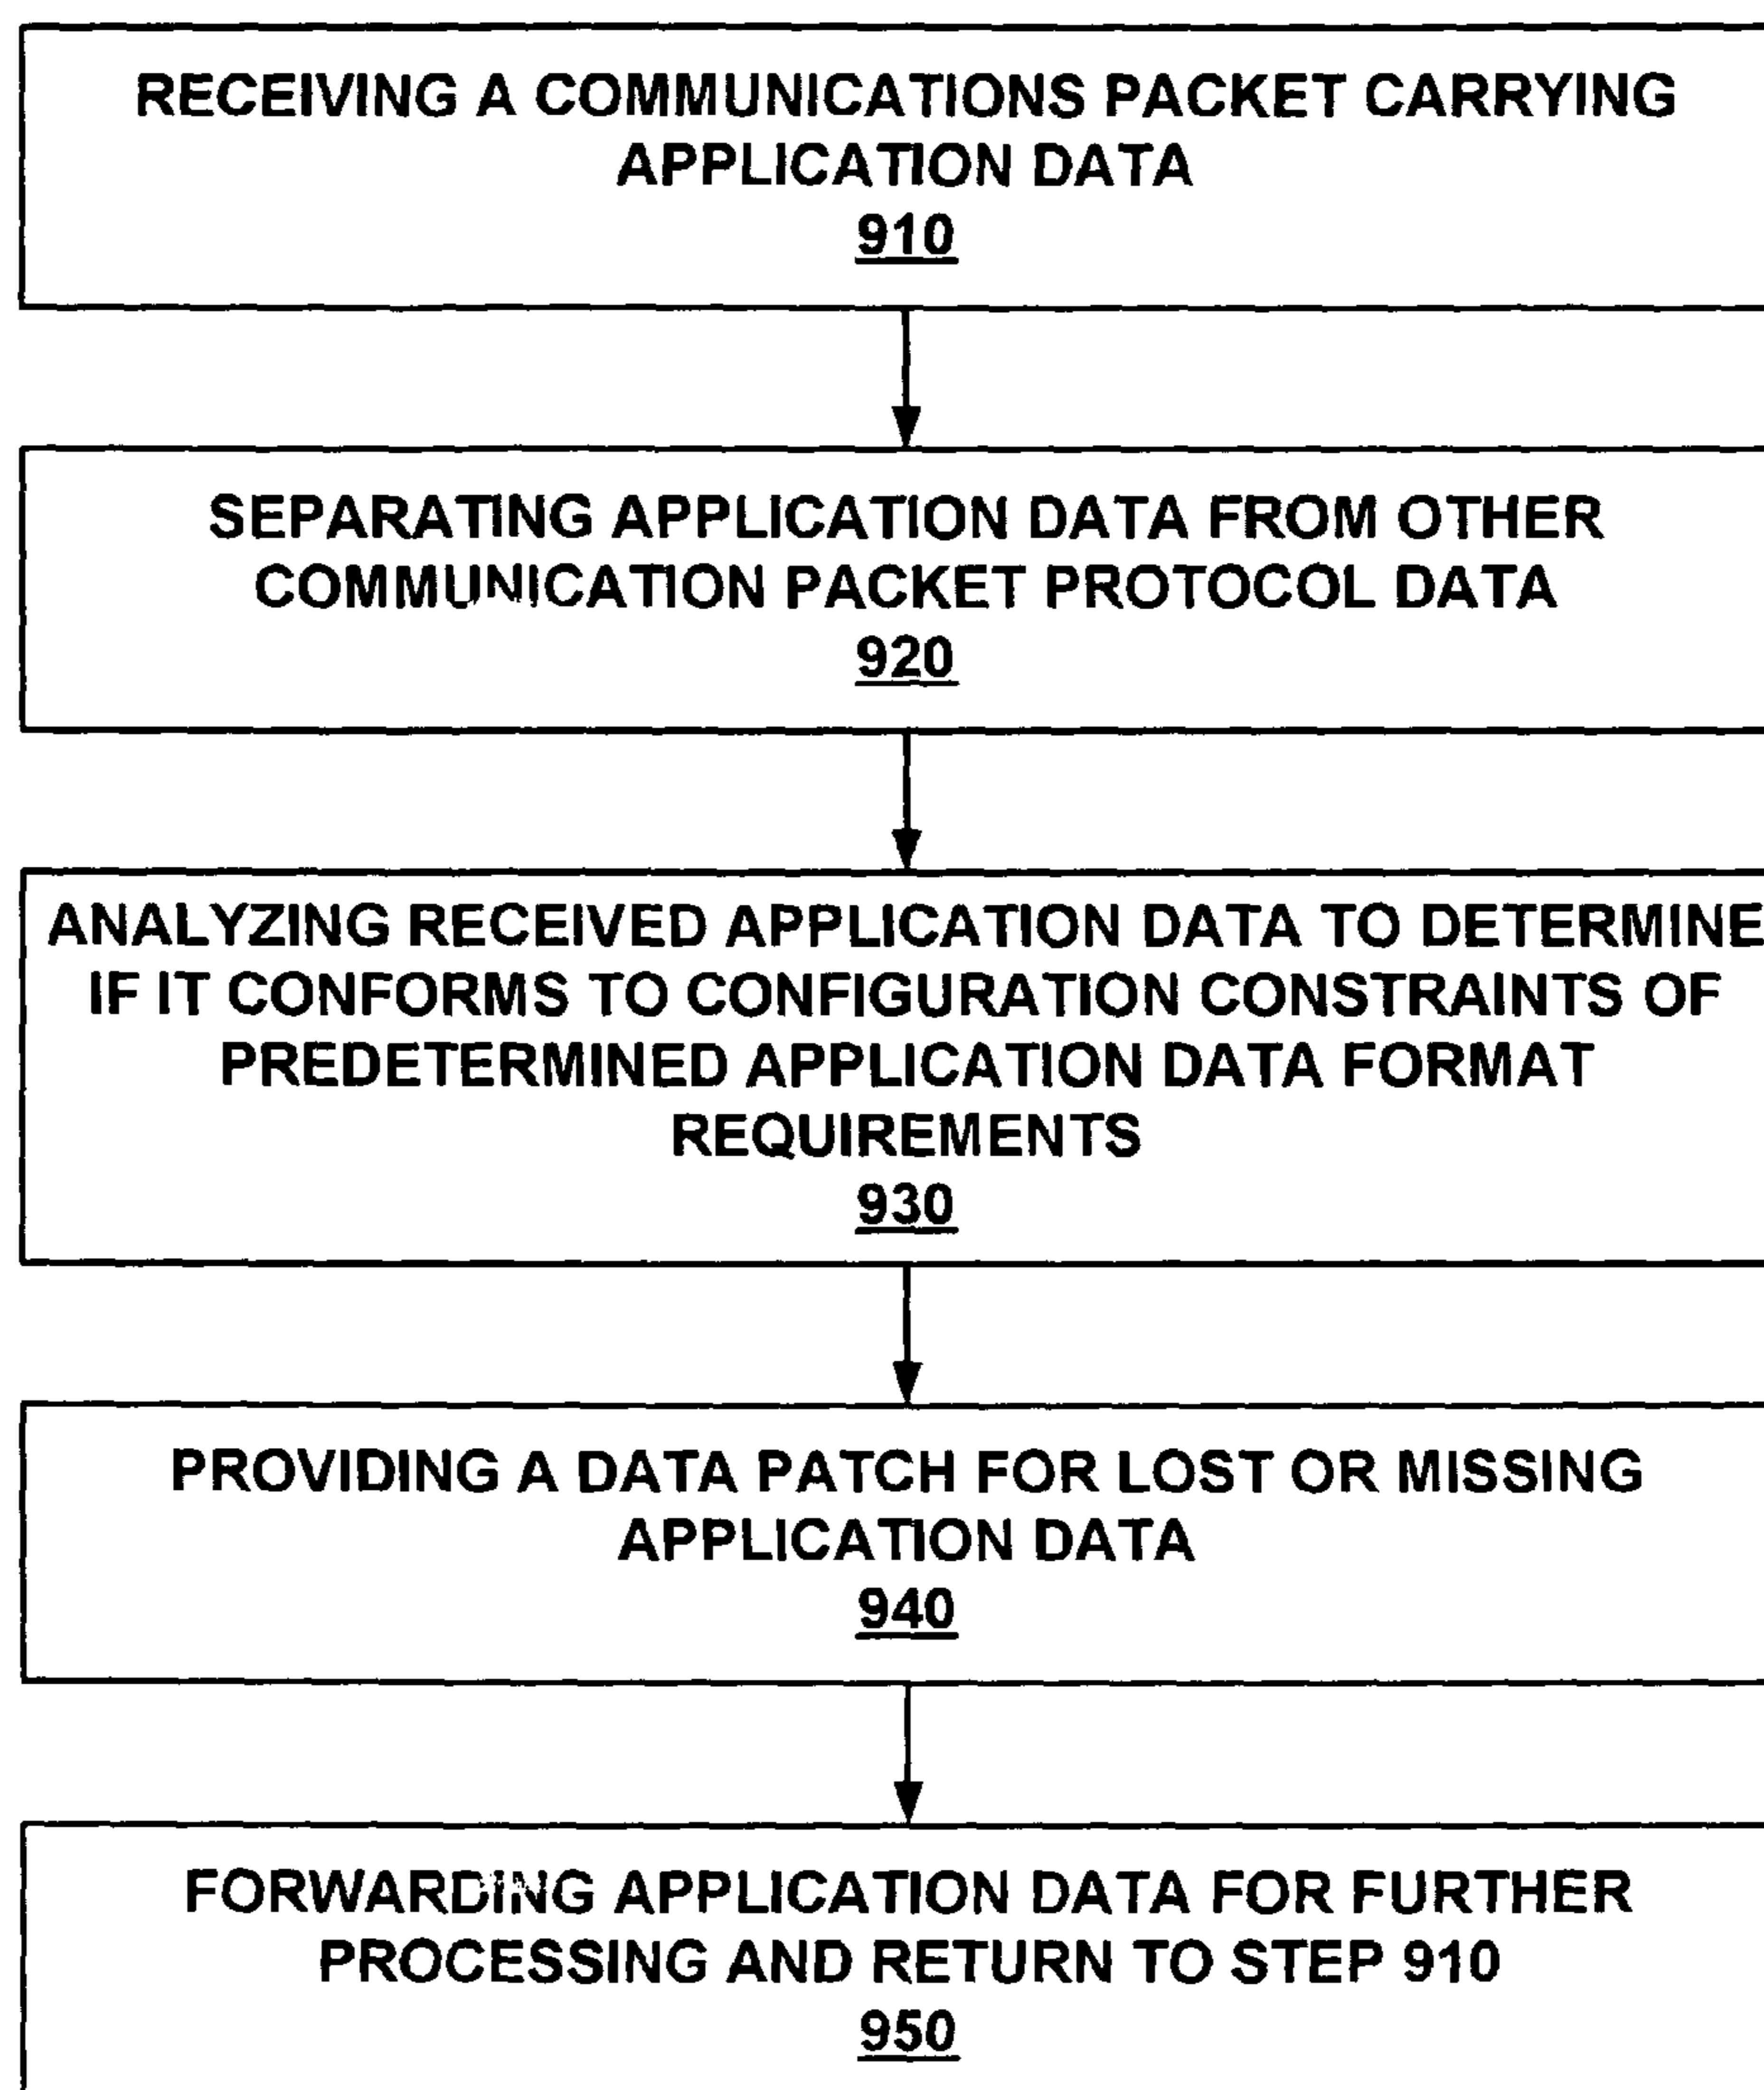 RECEIVING A COMMUNICATIONS PACKET CARRYING
APPLICATION DATA
910
SEPARATING APPLICATION DATA FROM OTHER
COMMUNICATION PACKET PROTOCOL DATA
920
ANALYZING RECEIVED APPLICATION DATA TO DETERMINE
IF IT CONFORMS TO CONFIGURATION CONSTRAINTS OF
PREDETERMINED APPLICATION DATA FORMAT
REQUIREMENTS
930
PROVIDING A DATA PATCH FOR LOST OR MISSING
APPLICATION DATA
940
FORWARDING APPLICATION DATA FOR FURTHER
PROCESSING AND RETURN TO STEP 910
950